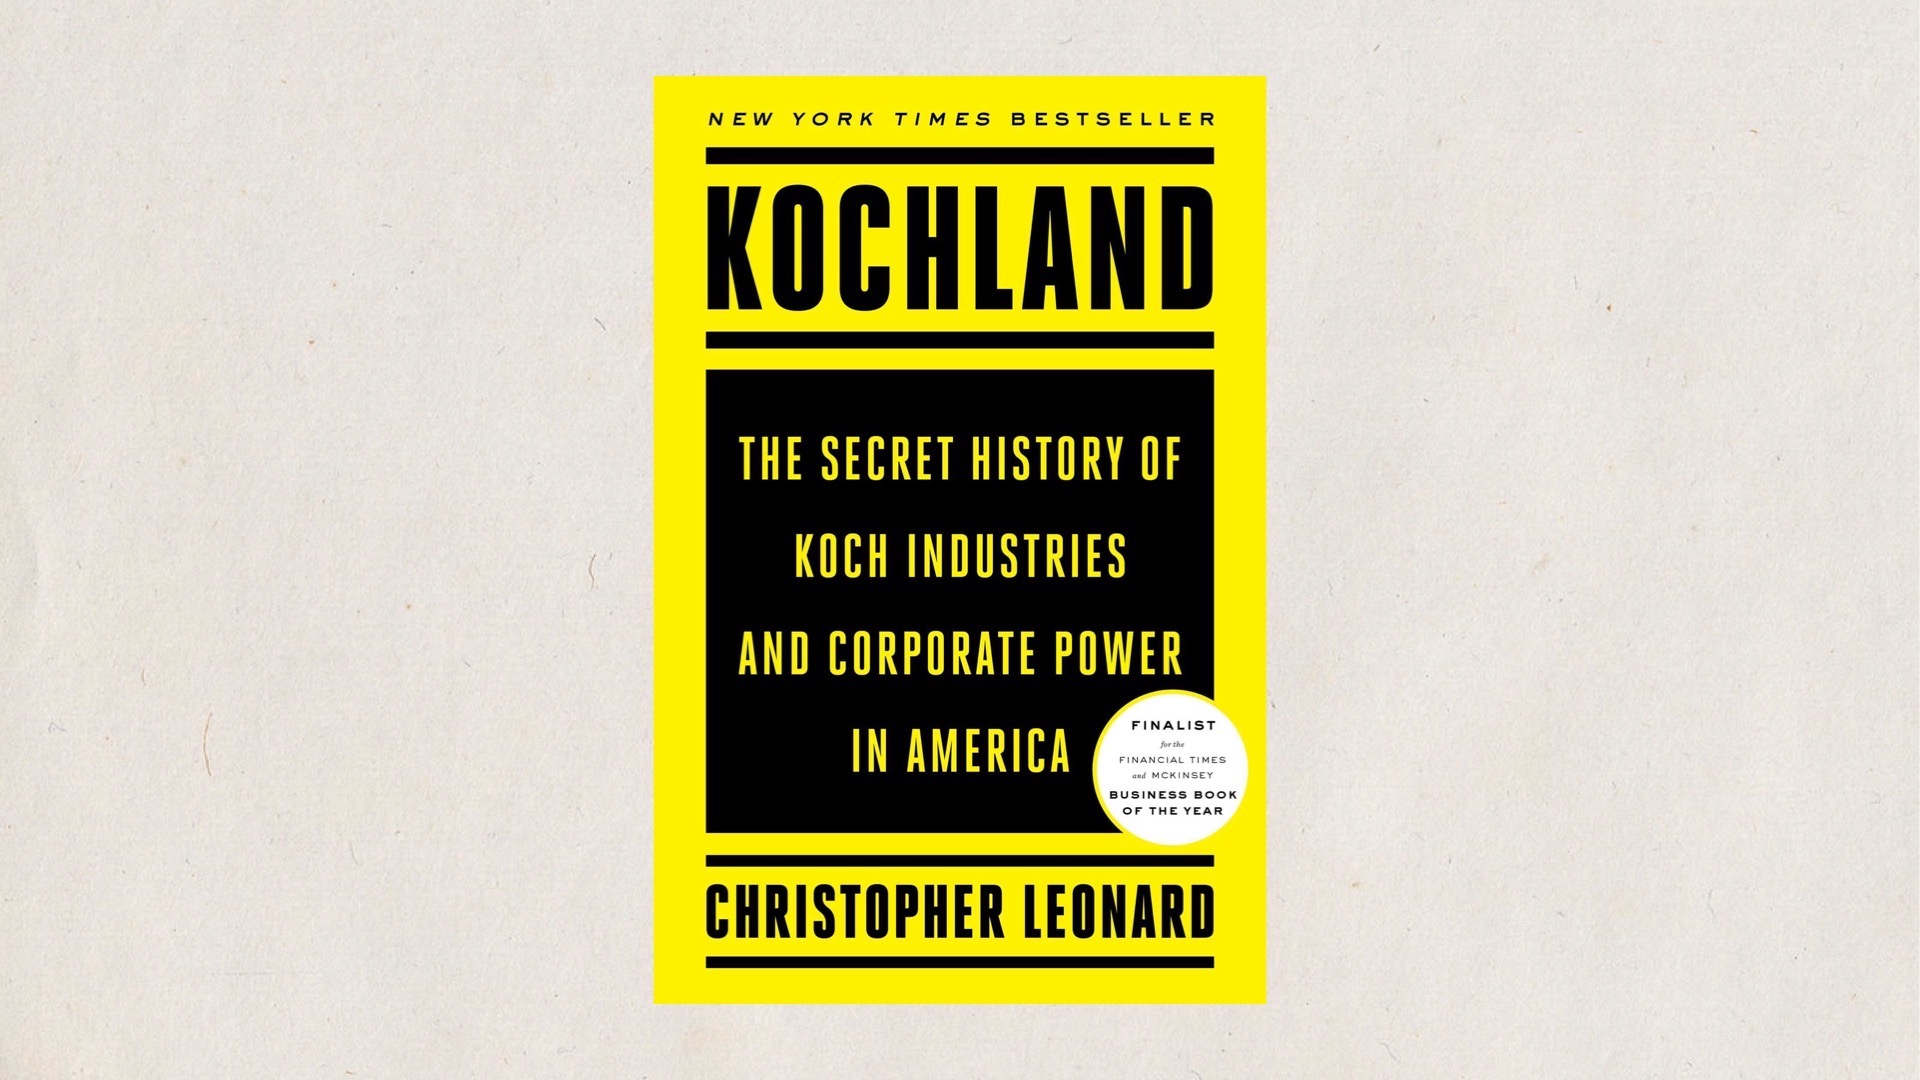 NEW YORK TIMES BESTSELLER
KOCHLAND
THE SECRET HISTORY OF
KOCH INDUSTRIES
AND CORPORATE POWER
IN AMERICA
FINALIST
for the
FINANCIAL TIMES
and MCKINSEY
BUSINESS BOOK
OF THE YEAR
CHRISTOPHER LEONARD